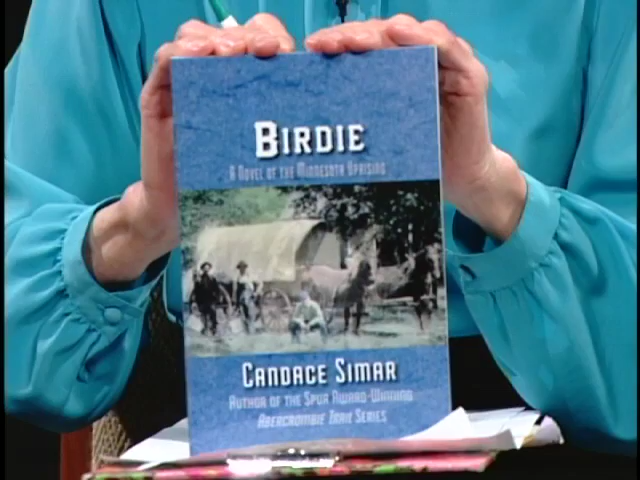 BIRDIE
A NOVEL OF THE MINNESOTA UPRISING
CANDACE SIMAR
AUTHOR OF THE SPUR AWARD-WINNING
ABERCROMBIE TRAIL SERIES